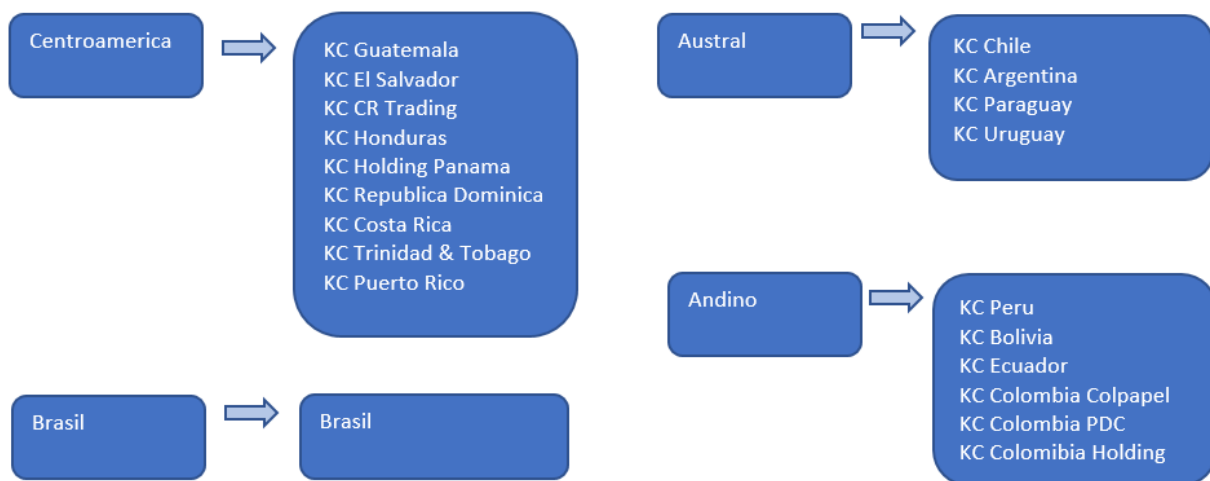 Centroamerica
KC Guatemala
KC El Salvador
KC CR Trading
KC Honduras
KC Holding Panama
KC Republica Dominica
KC Costa Rica
KC Trinidad & Tobago
KC Puerto Rico
Brasil
Brasil
Austral
KC Chile
KC Argentina
KC Paraguay
KC Uruguay
Andino
KC Peru
KC Bolivia
KC Ecuador
KC Colombia Colpapel
KC Colombia PDC
KC Colomibia Holding